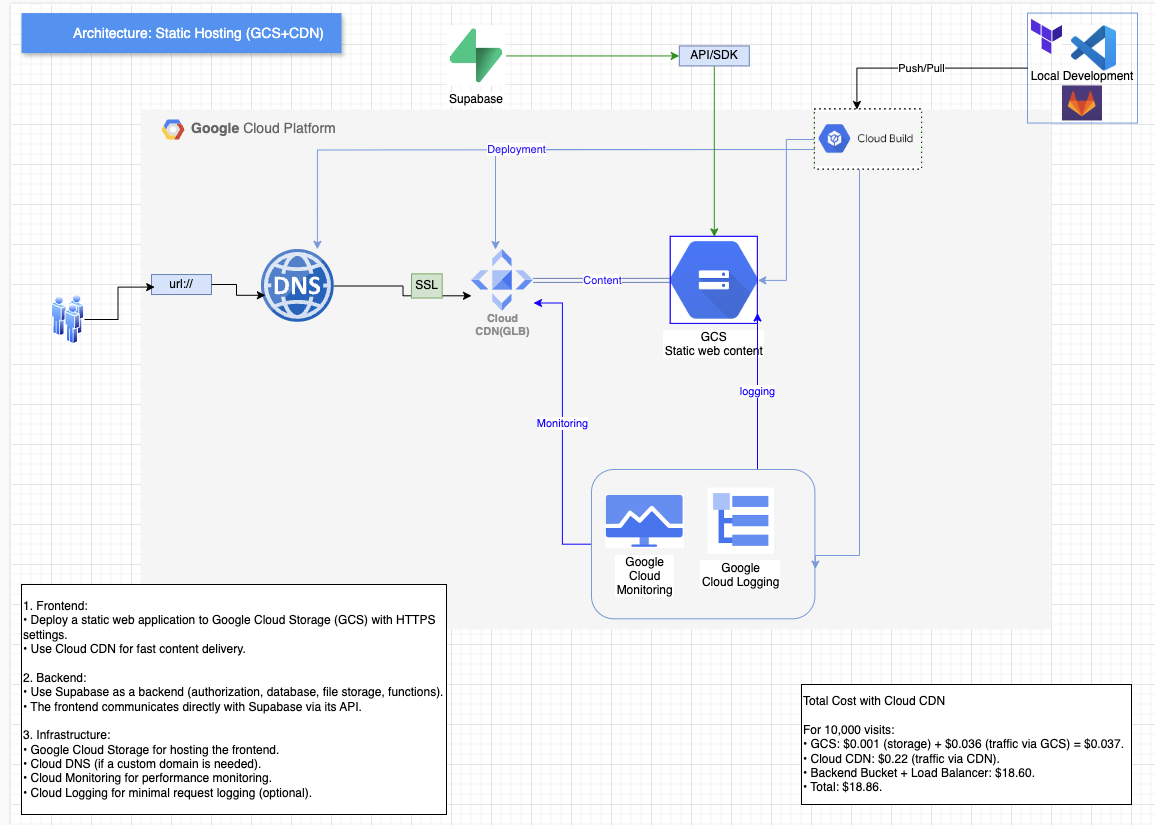 Architecture: Static Hosting (GCS+CDN)
Supabase
API/SDK
Push/Pull
Local Development
Google Cloud Platform
Cloud Build
Deployment
url://
DNS
SSL
Cloud
CDN(GLB)
Content
GCS
Static web content
logging
Monitoring
Google
Cloud
Monitoring
Google
Cloud Logging
1. Frontend:
• Deploy a static web application to Google Cloud Storage (GCS) with HTTPS
settings.
• Use Cloud CDN for fast content delivery.
2. Backend:
• Use Supabase as a backend (authorization, database, file storage, functions).
• The frontend communicates directly with Supabase via its API.
3. Infrastructure:
• Google Cloud Storage for hosting the frontend.
• Cloud DNS (if a custom domain is needed).
• Cloud Monitoring for performance monitoring.
• Cloud Logging for minimal request logging (optional).
Total Cost with Cloud CDN
For 10,000 visits:
• GCS: $0.001 (storage) + $0.036 (traffic via GCS) = $0.037.
• Cloud CDN: $0.22 (traffic via CDN).
• Backend Bucket + Load Balancer: $18.60.
• Total: $18.86.